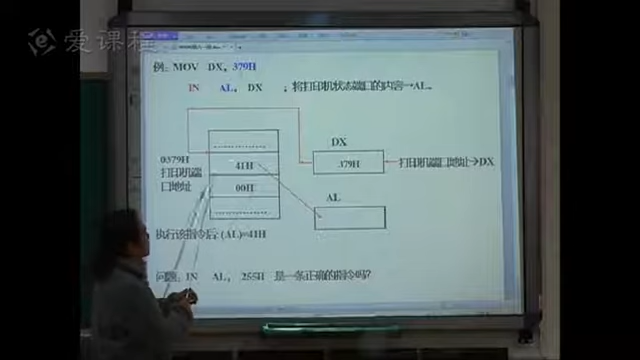 爱课程
例：MOV DX，379H
IN AL，DX ；将打印机状态端口的内容→AL。
DX
0379H
打印机端
口地址
41H
379H
打印机端口地址→DX
00H
AL
执行该指令后：(AL)=41H
问题：IN AL，255H 是一条正确的指令吗？